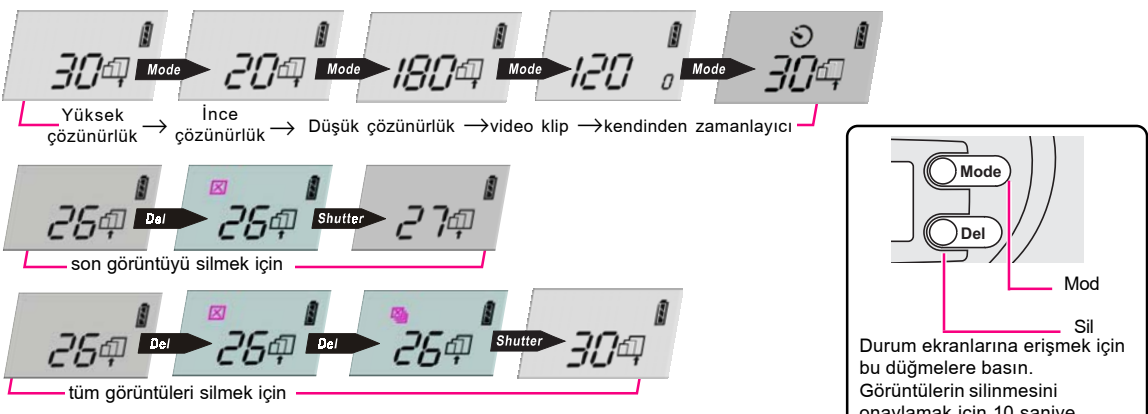 30 Mode 20 Mode 180 Mode 120 0 Mode 30
Yüksek çözünürlük → İnce çözünürlük → Düşük çözünürlük → video klip → kendinden zamanlayıcı
26 Del 26 Shutter 27
son görüntüyü silmek için
26 Del 26 Del 26 Shutter 30
tüm görüntüleri silmek için
Mode
Del
Mod
Sil
Durum ekranlarına erişmek için
bu düğmelere basın.
Görüntülerin silinmesini
onaylamak için 10 saniye